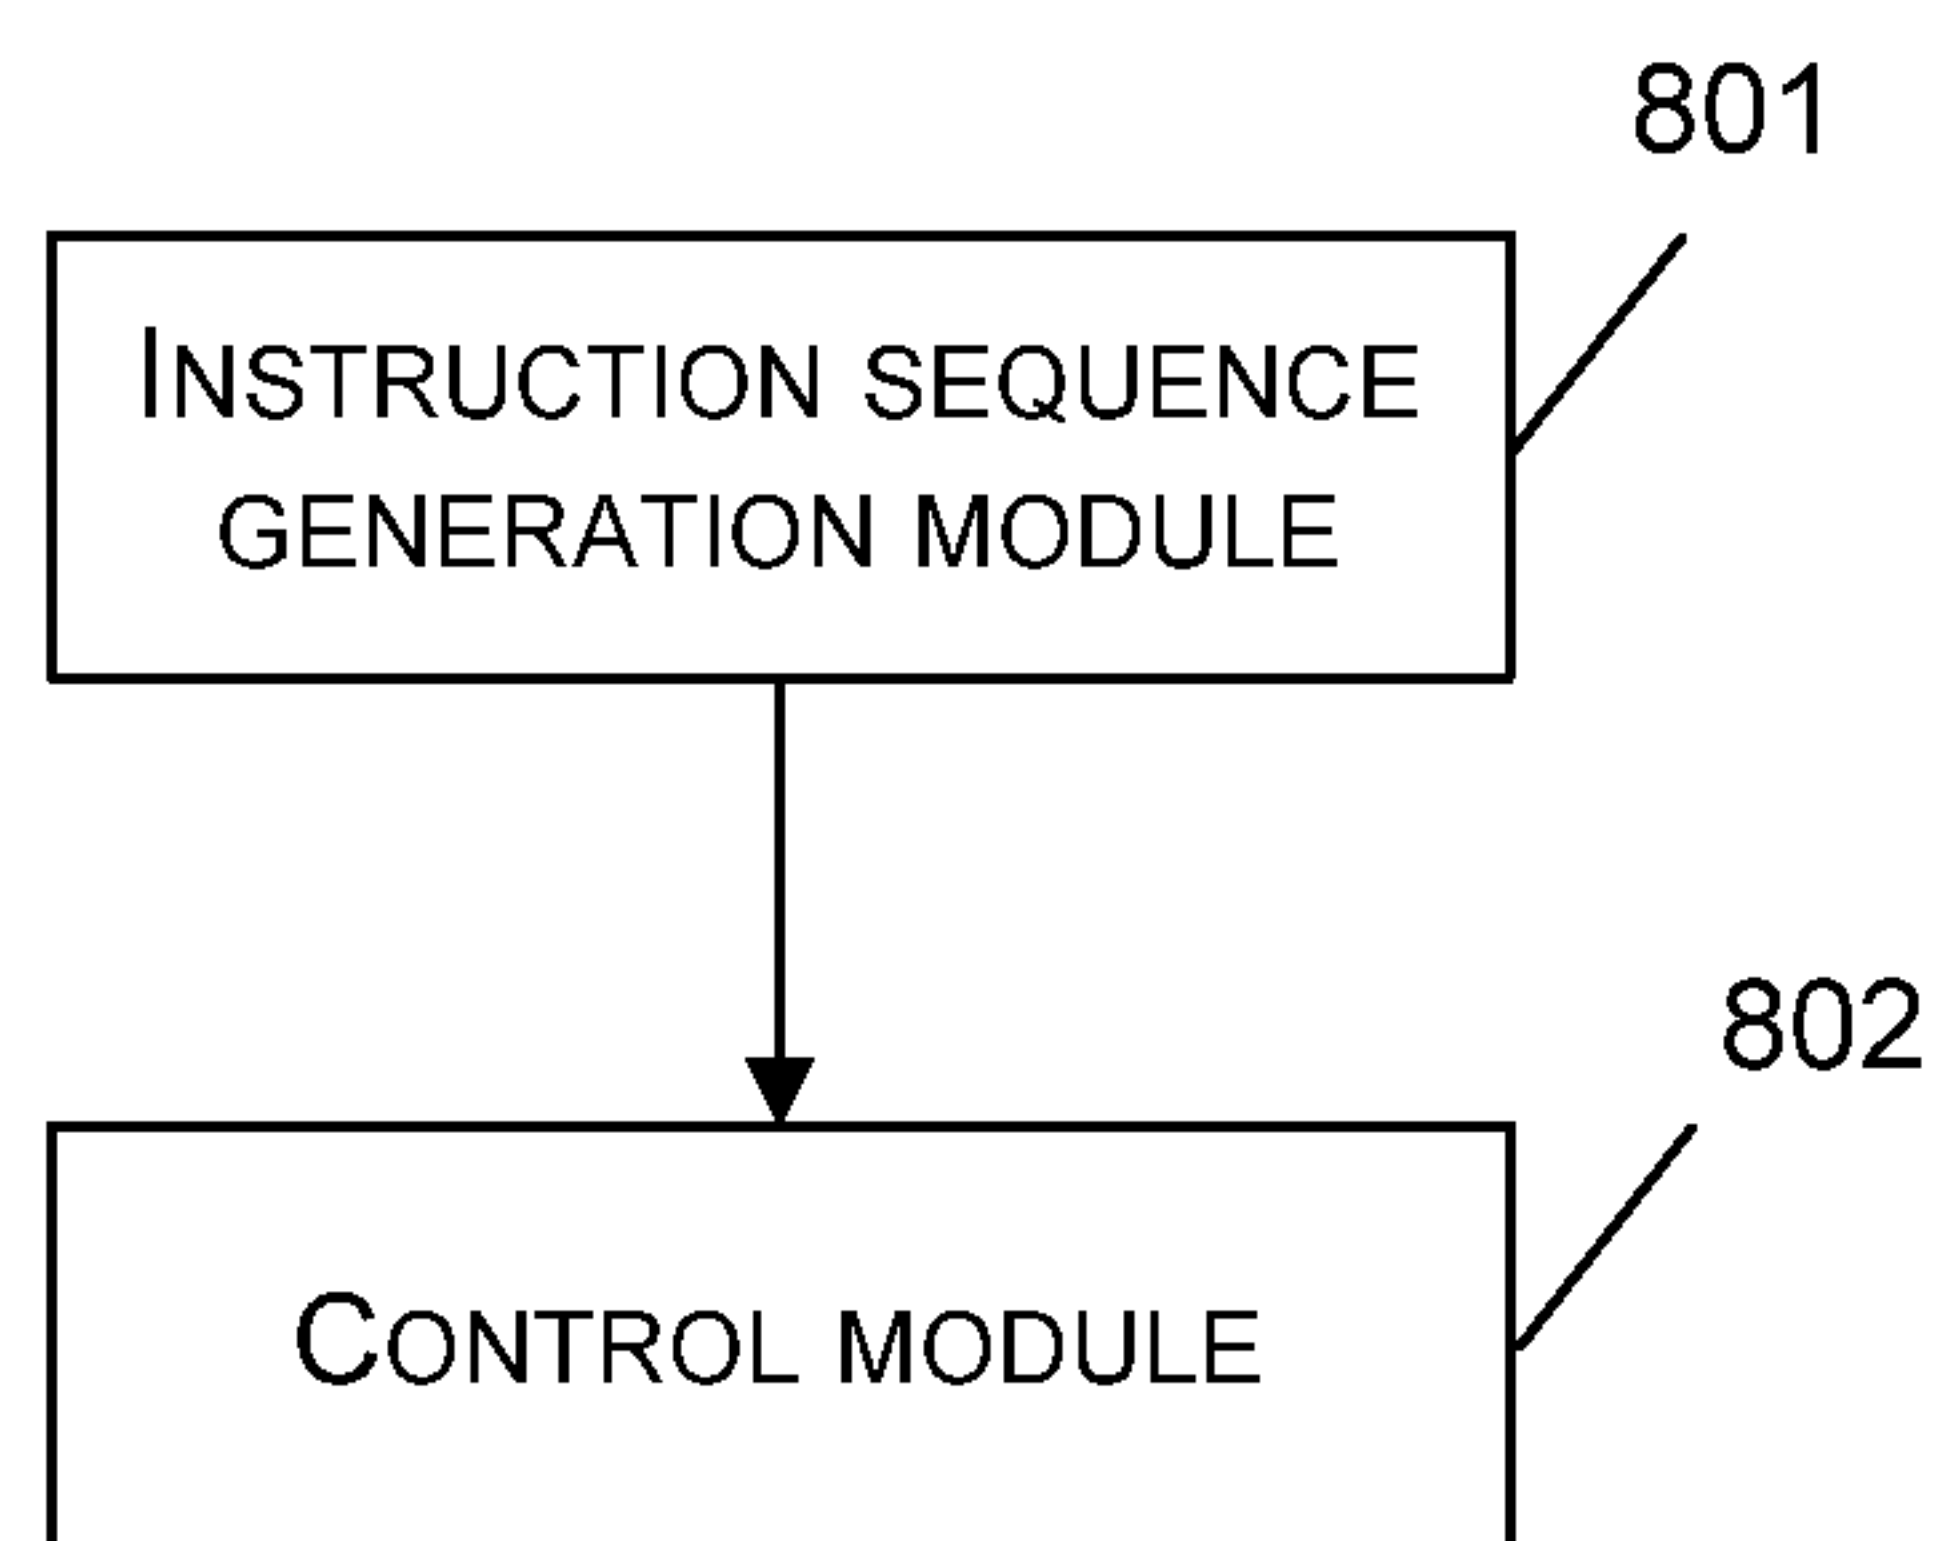 801
INSTRUCTION SEQUENCE
GENERATION MODULE
802
CONTROL MODULE